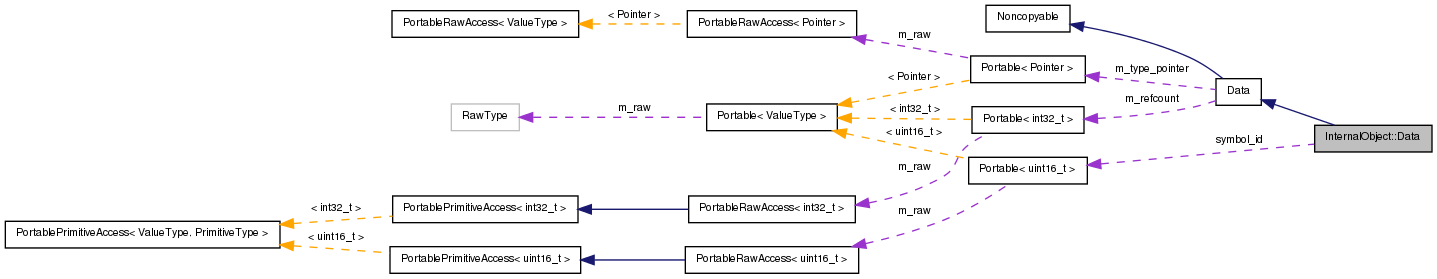 PortableRawAccess< ValueType >
< Pointer >
PortableRawAccess< Pointer >
Noncopyable
m_raw
Portable< Pointer >
m_type_pointer
< Pointer >
Data
m_refcount
RawType
m_raw
Portable< ValueType >
< int32_t >
Portable< int32_t >
< uint16_t >
InternalObject::Data
symbol_id
m_raw
Portable< uint16_t >
< int32_t >
PortablePrimitiveAccess< int32_t >
PortableRawAccess< int32_t >
m_raw
PortablePrimitiveAccess< ValueType, PrimitiveType >
< uint16_t >
PortablePrimitiveAccess< uint16_t >
PortableRawAccess< uint16_t >